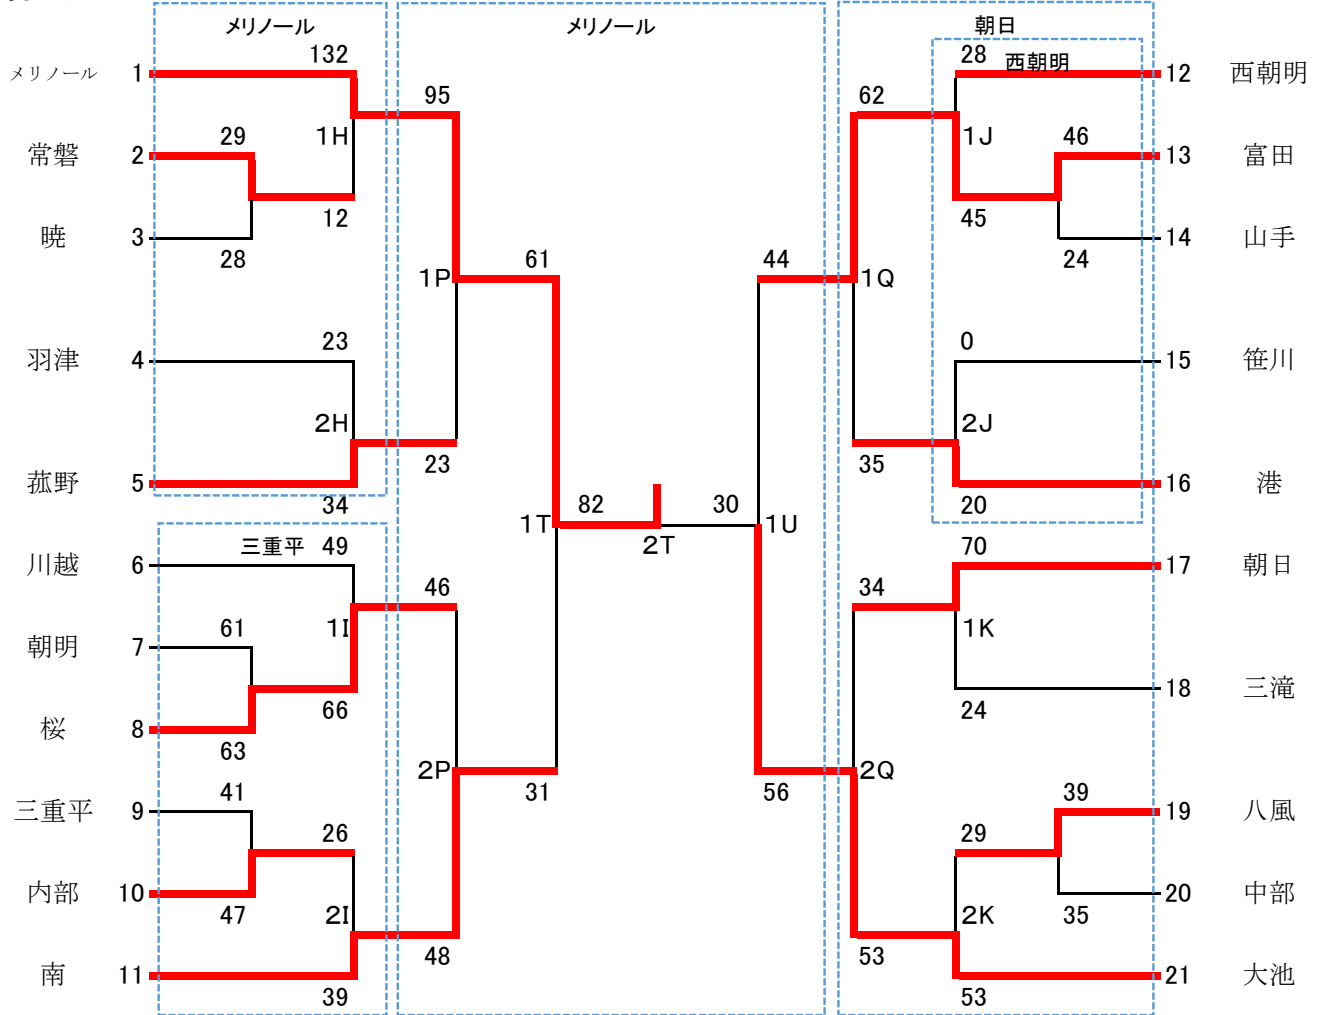 メリノール メリノール 朝日
132 28 西朝明
メリノール 1 12 西朝明
95 62
29 1H 1J 46
常磐 2 13 富田
12 45
暁 3 14 山手
28 24
61 44
1P 1Q
23 0
羽津 4 15 笹川
2H 2J
23 35
菰野 5 16 港
34 82 30 20
1T 2T 1U
三重平 49 70
川越 6 17 朝日
46 34
61 1I 1K
朝明 7 18 三滝
66 24
桜 8
63
2P 2Q
41 31 56 39
三重平 9 19 八風
26 29
内部 10 20 中部
47 2I 2K 35
48 53
南 11 21 大池
39 53